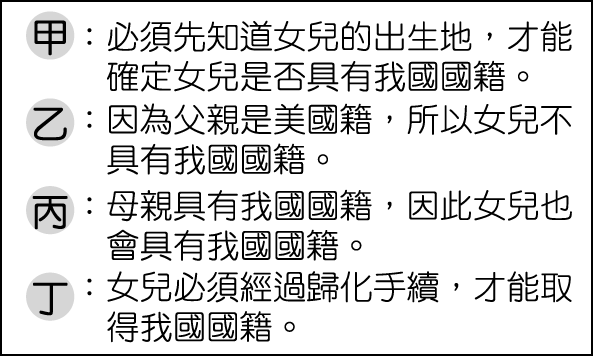 甲：必須先知道女兒的出生地，才能
確定女兒是否具有我國國籍。
乙：因為父親是美國籍，所以女兒不
具有我國國籍。
丙：母親具有我國國籍，因此女兒也
會具有我國國籍。
丁：女兒必須經過歸化手續，才能取
得我國國籍。